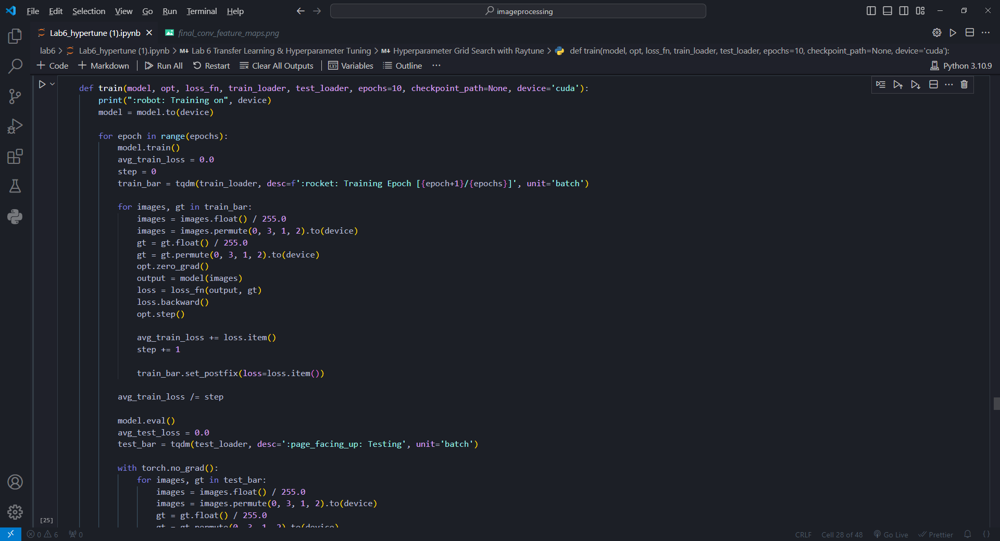 File Edit Selection View Go Run Terminal Help
imageprocessing
Lab6_hypertune (1).ipynb
final_conv_feature_maps.png
lab6 > Lab6_hypertune (1).ipynb > M↓ Lab 6 Transfer Learning & Hyperparameter Tuning > M↓ Hyperparameter Grid Search with Raytune > def train(model, opt, loss_fn, train_loader, test_loader, epochs=10, checkpoint_path=None, device='cuda'):
+ Code + Markdown Run All Restart Clear All Outputs Variables Outline ...
Python 3.10.9
def train(model, opt, loss_fn, train_loader, test_loader, epochs=10, checkpoint_path=None, device='cuda'):
print(":robot: Training on", device)
model = model.to(device)
for epoch in range(epochs):
model.train()
avg_train_loss = 0.0
step = 0
train_bar = tqdm(train_loader, desc=f':rocket: Training Epoch [{epoch+1}/{epochs}]', unit='batch')
for images, gt in train_bar:
images = images.float() / 255.0
images = images.permute(0, 3, 1, 2).to(device)
gt = gt.float() / 255.0
gt = gt.permute(0, 3, 1, 2).to(device)
opt.zero_grad()
output = model(images)
loss = loss_fn(output, gt)
loss.backward()
opt.step()
avg_train_loss += loss.item()
step += 1
train_bar.set_postfix(loss=loss.item())
avg_train_loss /= step
model.eval()
avg_test_loss = 0.0
test_bar = tqdm(test_loader, desc=':page_facing_up: Testing', unit='batch')
with torch.no_grad():
for images, gt in test_bar:
images = images.float() / 255.0
images = images.permute(0, 3, 1, 2).to(device)
gt = gt.float() / 255.0
gt = gt.permute(0, 3, 1, 2).to(device)
[25]
0 6 0
CRLF Cell 28 of 48 Go Live Prettier